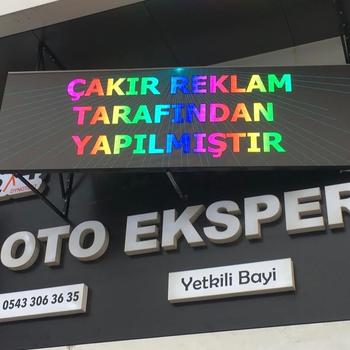 ÇAKIR REKLAM
TARAFINDAN
YAPILMIŞTIR
OTO EKSPER
Yetkili Bayi
0543 306 36 35